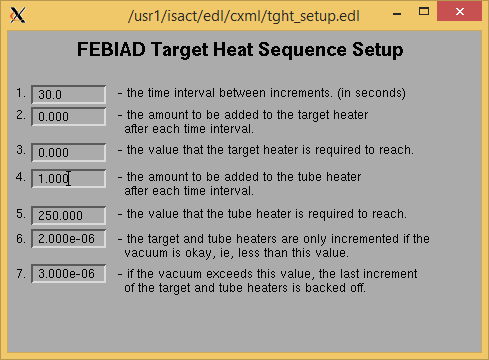 /usr1/isact/edl/cxml/tght_setup.edl
FEBIAD Target Heat Sequence Setup
1. 30.0 - the time interval between increments. (in seconds)
2. 0.000 - the amount to be added to the target heater
after each time interval.
3. 0.000 - the value that the target heater is required to reach.
4. 1.000 - the amount to be added to the tube heater
after each time interval.
5. 250.000 - the value that the tube heater is required to reach.
6. 2.000e-06 - the target and tube heaters are only incremented if the
vacuum is okay, ie, less than this value.
7. 3.000e-06 - if the vacuum exceeds this value, the last increment
of the target and tube heaters is backed off.